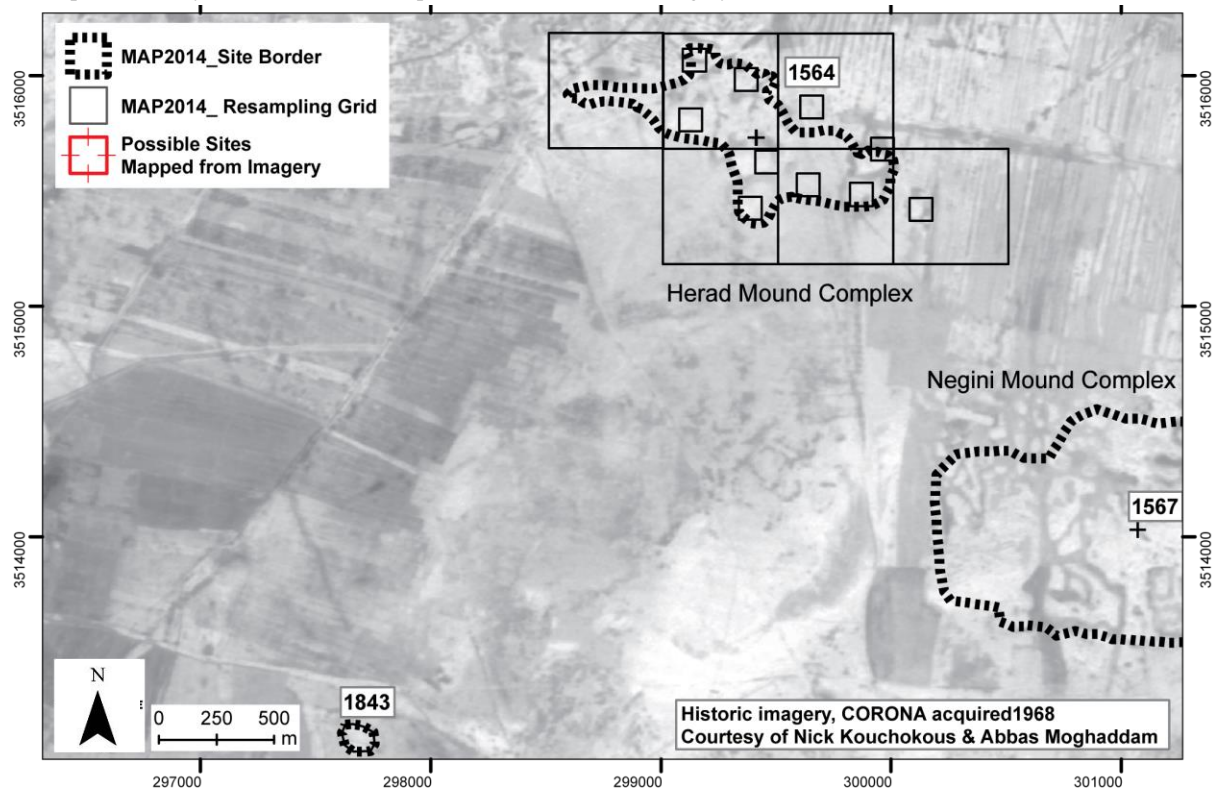 MAP2014_Site Border
MAP2014_ Resampling Grid
Possible Sites
Mapped from Imagery
1564
3516000
3516000
Herad Mound Complex
3515000
3515000
Negini Mound Complex
1567
3514000
3514000
N
0 250 500
m
1843
Historic imagery, CORONA acquired1968
Courtesy of Nick Kouchokous & Abbas Moghaddam
297000 298000 299000 300000 301000